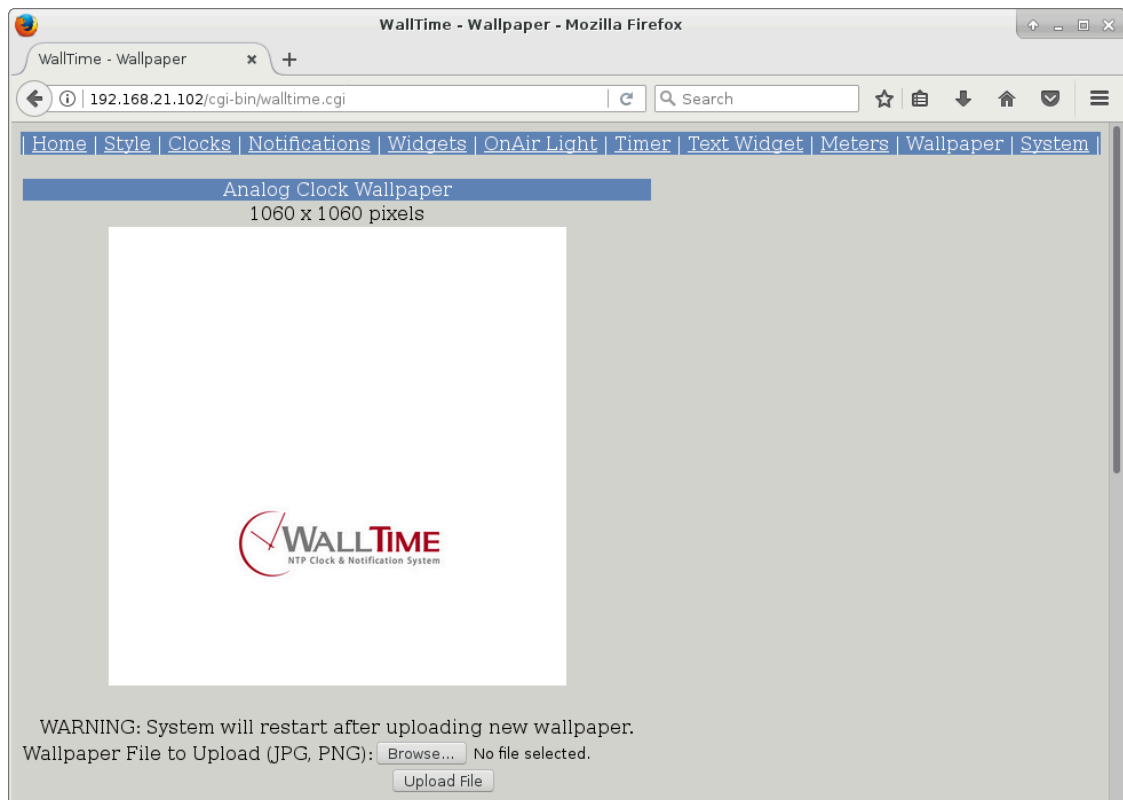 WallTime - Wallpaper - Mozilla Firefox
WallTime - Wallpaper
192.168.21.102/cgi-bin/walltime.cgi
Search
| Home | Style | Clocks | Notifications | Widgets | OnAir Light | Timer | Text Widget | Meters | Wallpaper | System |
Analog Clock Wallpaper
1060 x 1060 pixels
WALLTIME
NTP Clock & Notification System
WARNING: System will restart after uploading new wallpaper.
Wallpaper File to Upload (JPG, PNG): Browse... No file selected.
Upload File